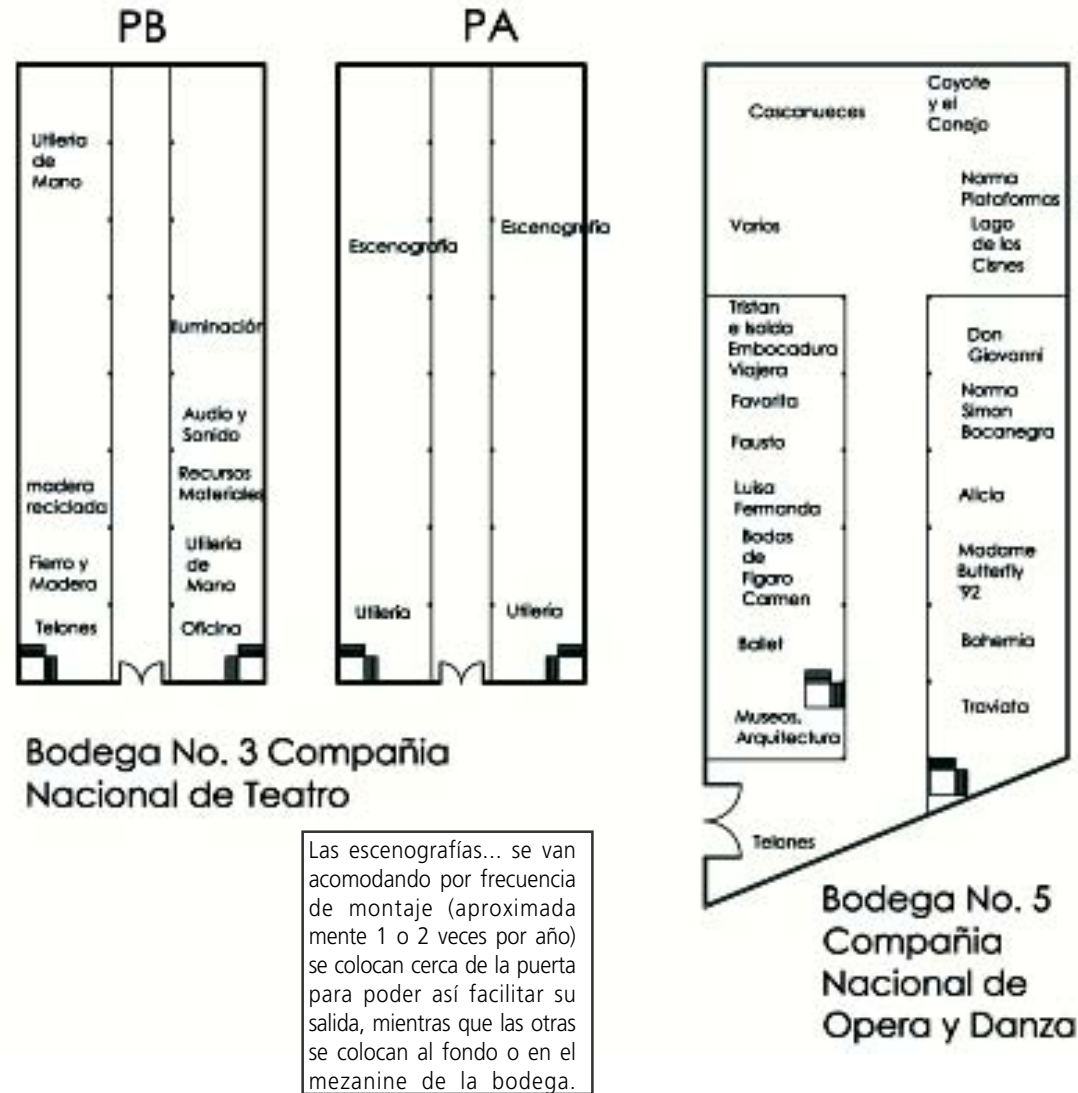 PB
Utileria
de
Mano
Iluminación
Audio y
Sonido
madera
reciclada
Recursos
Materiales
Fierro y
Madera
Utileria
de
Mano
Telones
Oficina
PA
Escenografía
Escenografía
Utileria
Utileria
Bodega No. 3 Compañia
Nacional de Teatro
Cascanueces
Coyote
y el
Conejo
Varios
Norma
Plataformas
Lago
de los
Cisnes
Tristan
e Isolda
Embocadura
Viajera
Favorita
Fausto
Luisa
Fernanda
Bodas
de
Figaro
Carmen
Ballet
Museos,
Arquitectura
Don
Giovanni
Norma
Simon
Bocanegra
Alicia
Madame
Butterfly
'92
Bohemia
Traviata
Telones
Bodega No. 5
Compañia
Nacional de
Opera y Danza
Las escenografías... se van
acomodando por frecuencia
de montaje (aproximada
mente 1 o 2 veces por año)
se colocan cerca de la puerta
para poder así facilitar su
salida, mientras que las otras
se colocan al fondo o en el
mezanine de la bodega.